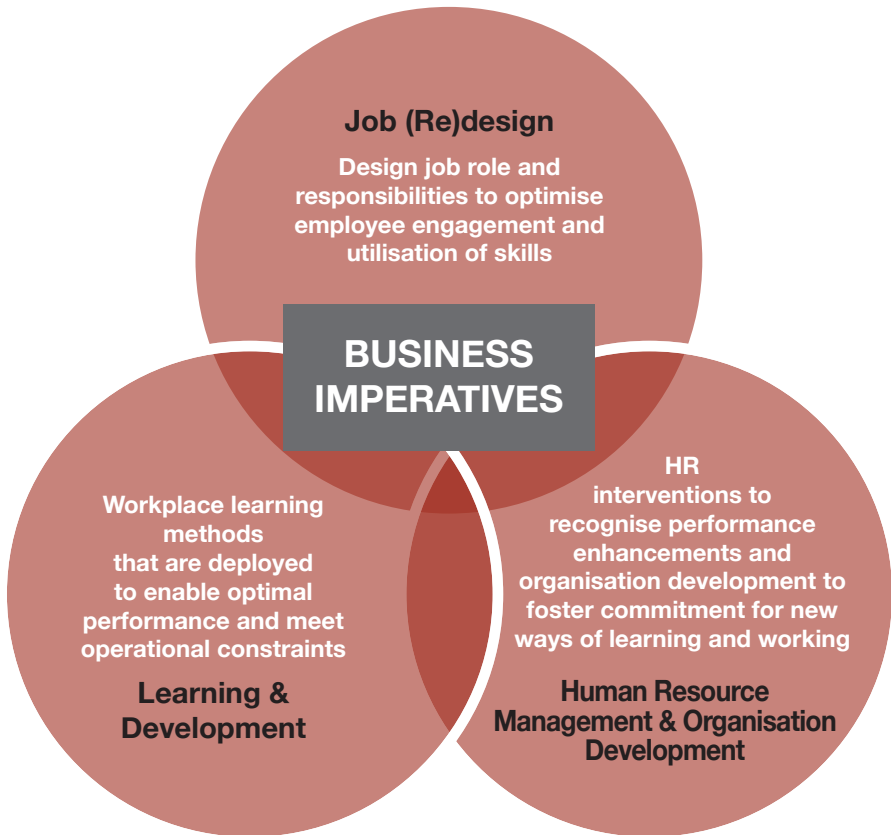 Job (Re)design
Design job role and
responsibilities to optimise
employee engagement and
utilisation of skills
BUSINESS
IMPERATIVES
Workplace learning
methods
that are deployed
to enable optimal
performance and meet
operational constraints
Learning &
Development
HR
interventions to
recognise performance
enhancements and
organisation development to
foster commitment for new
ways of learning and working
Human Resource
Management & Organisation
Development